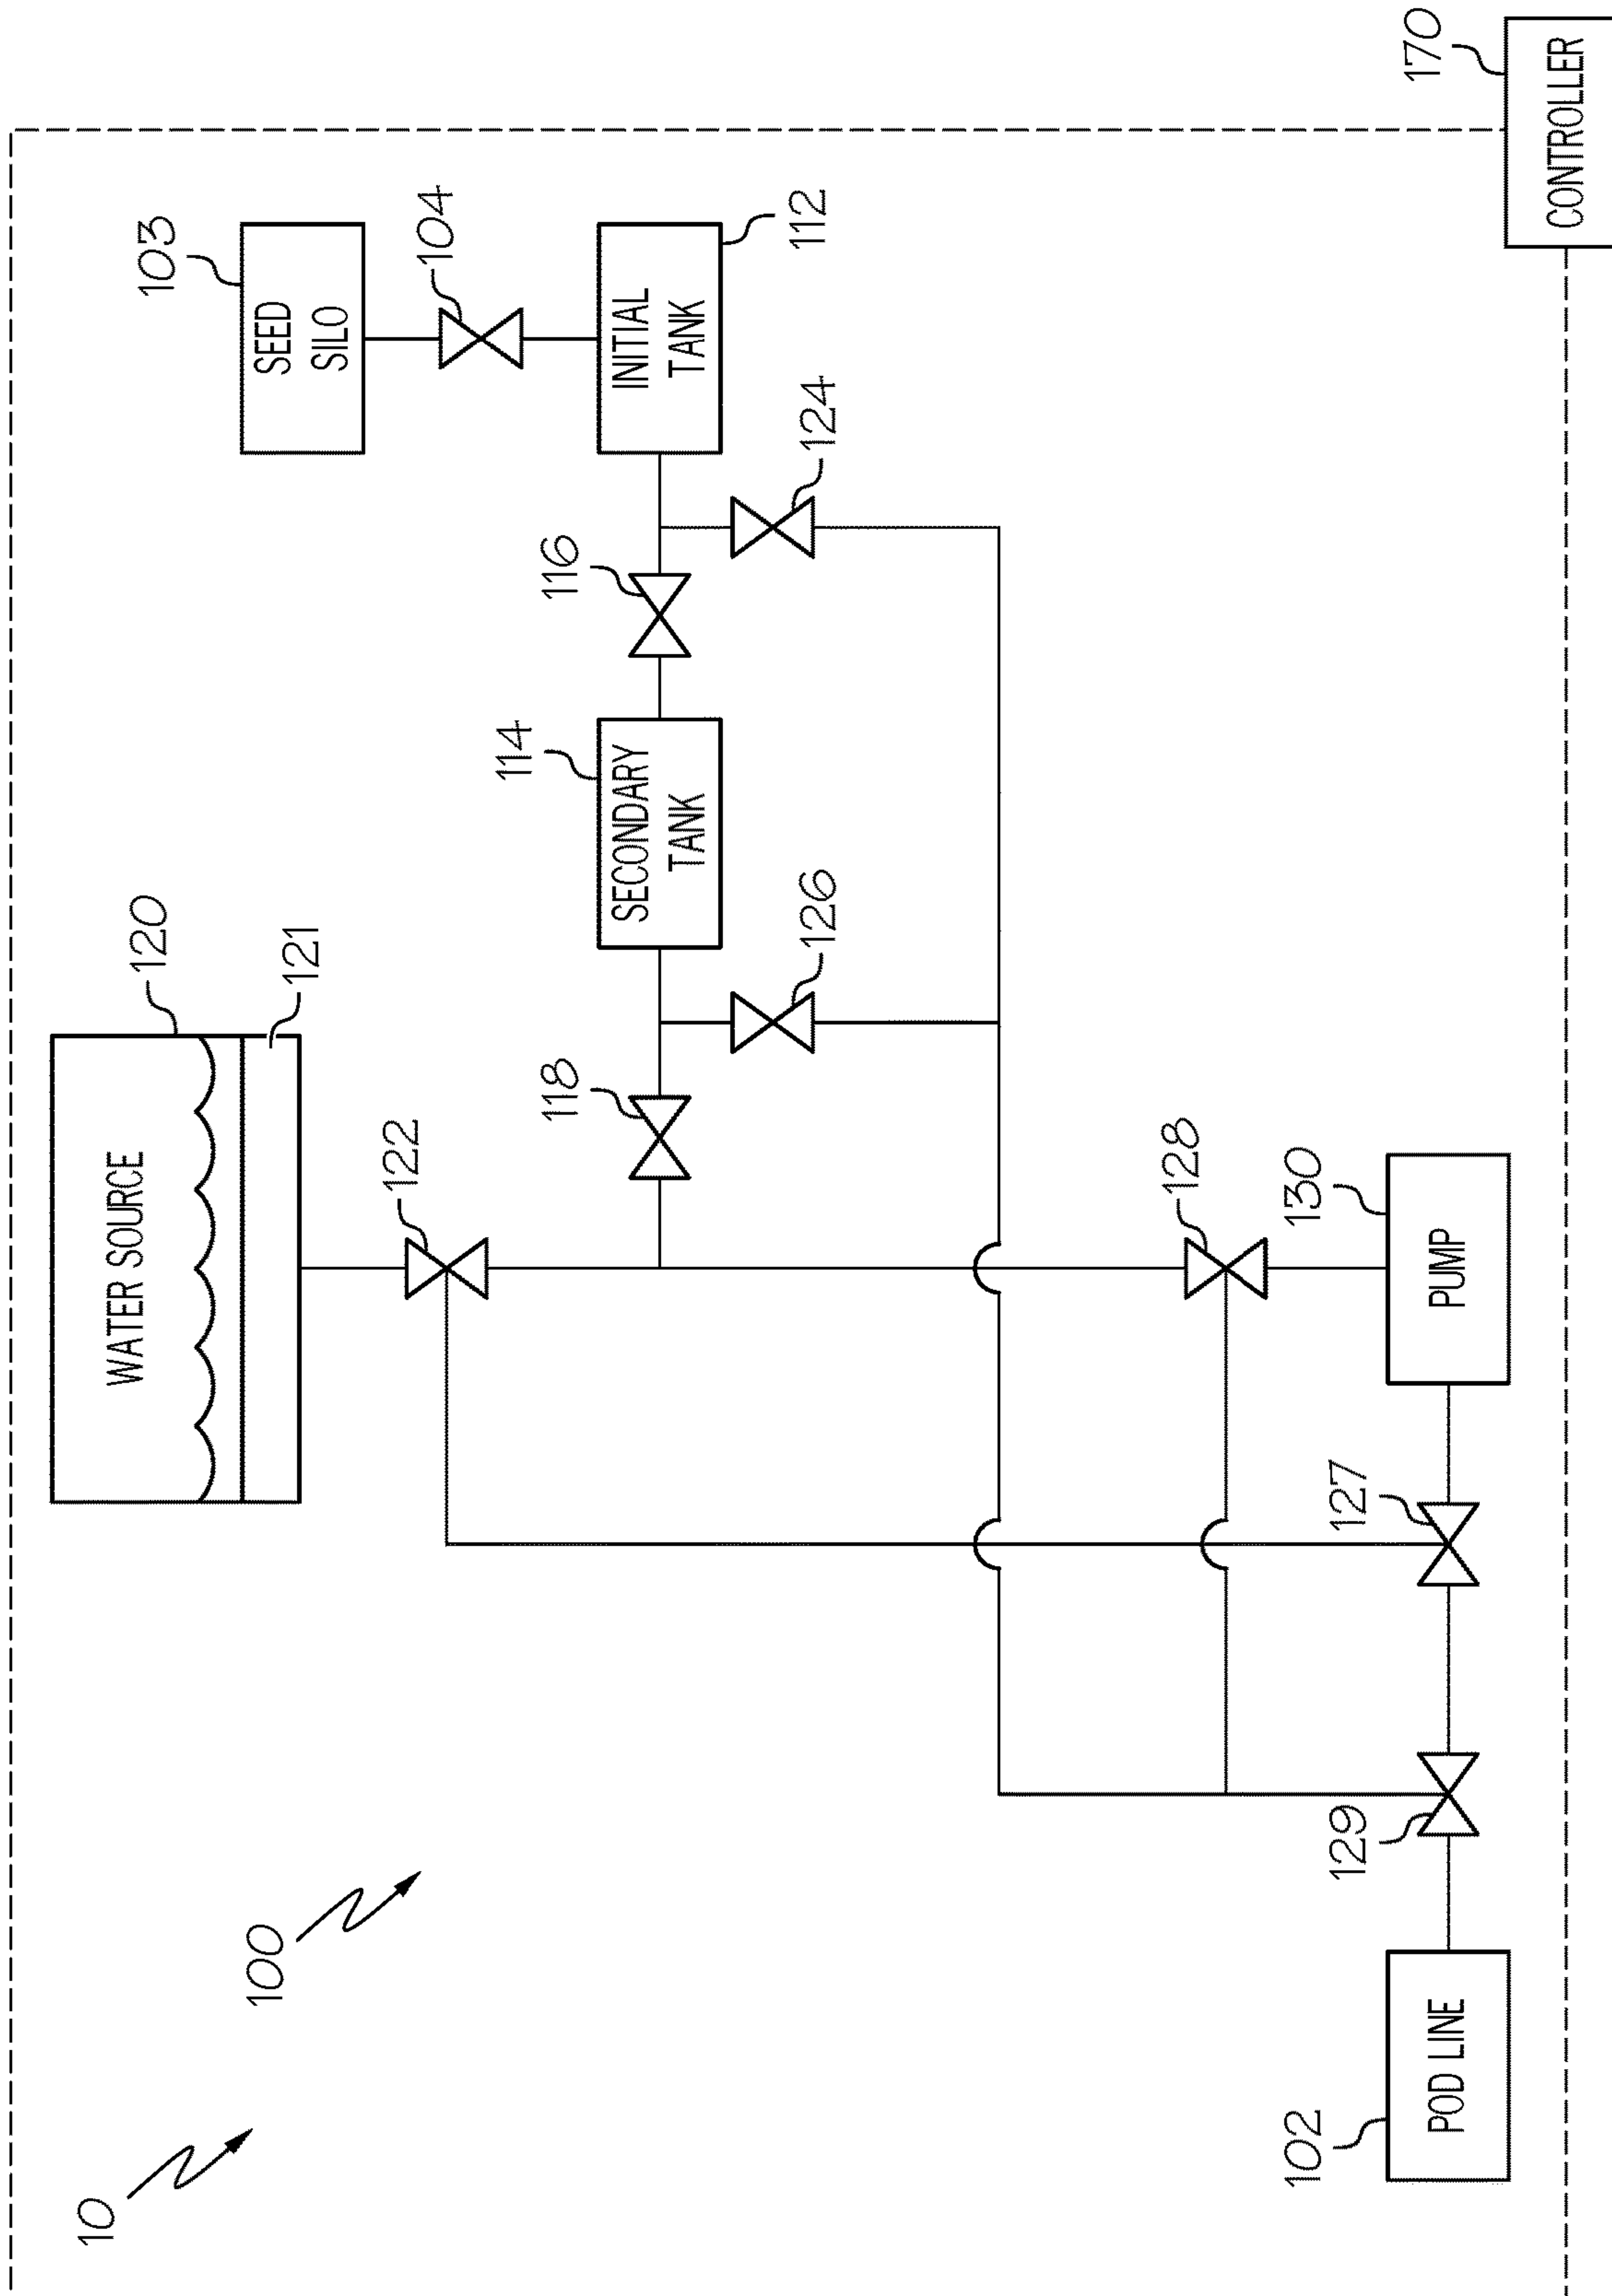 10
100
WATER SOURCE
120
121
103
SEED
SILO
104
122
118
114
116
SECONDARY
TANK
INITIAL
TANK
126
124
112
128
102
POD LINE
129
127
130
PUMP
170
CONTROLLER